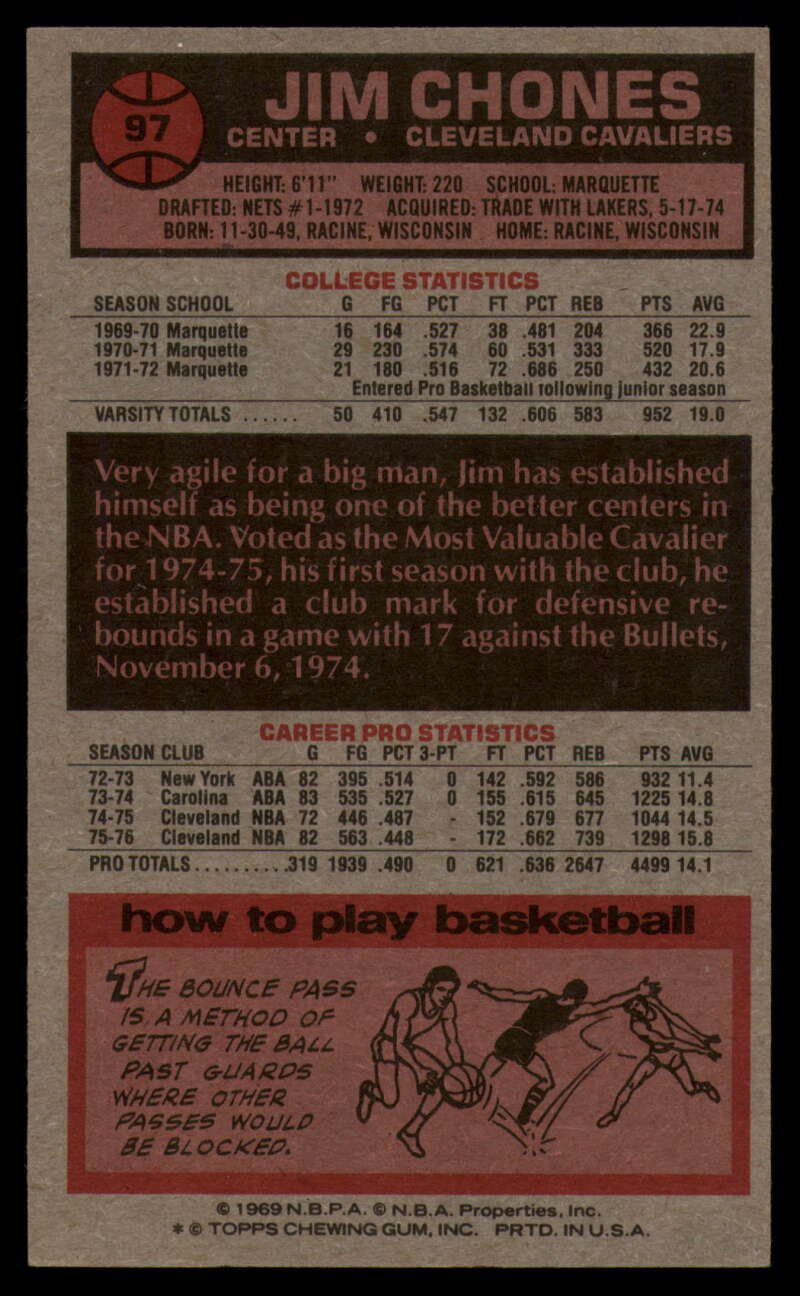 97
JIM CHONES
CENTER • CLEVELAND CAVALIERS
HEIGHT: 6'11" WEIGHT: 220 SCHOOL: MARQUETTE
DRAFTED: NETS #1-1972 ACQUIRED: TRADE WITH LAKERS, 5-17-74
BORN: 11-30-49, RACINE, WISCONSIN HOME: RACINE, WISCONSIN
COLLEGE STATISTICS
SEASON SCHOOL G FG PCT FT PCT REB PTS AVG
1969-70 Marquette 16 164 .527 38 .481 204 366 22.9
1970-71 Marquette 29 230 .574 60 .531 333 520 17.9
1971-72 Marquette 21 180 .516 72 .686 250 432 20.6
Entered Pro Basketball following junior season
VARSITY TOTALS ...... 50 410 .547 132 .606 583 952 19.0
Very agile for a big man, Jim has established
himself as being one of the better centers in
the NBA. Voted as the Most Valuable Cavalier
for 1974-75, his first season with the club, he
established a club mark for defensive re-
bounds in a game with 17 against the Bullets,
November 6, 1974.
CAREER PRO STATISTICS
SEASON CLUB G FG PCT 3-PT FT PCT REB PTS AVG
72-73 New York ABA 82 395 .514 0 142 .592 586 932 11.4
73-74 Carolina ABA 83 535 .527 0 155 .615 645 1225 14.8
74-75 Cleveland NBA 72 446 .487 - 152 .679 677 1044 14.5
75-76 Cleveland NBA 82 563 .448 - 172 .662 739 1298 15.8
PRO TOTALS..........319 1939 .490 0 621 .636 2647 4499 14.1
how to play basketball
THE BOUNCE PASS
IS A METHOD OF
GETTING THE BALL
PAST GUARDS
WHERE OTHER
PASSES WOULD
BE BLOCKED.
© 1969 N.B.P.A. © N.B.A. Properties, Inc.
* © TOPPS CHEWING GUM, INC. PRTD. IN U.S.A.